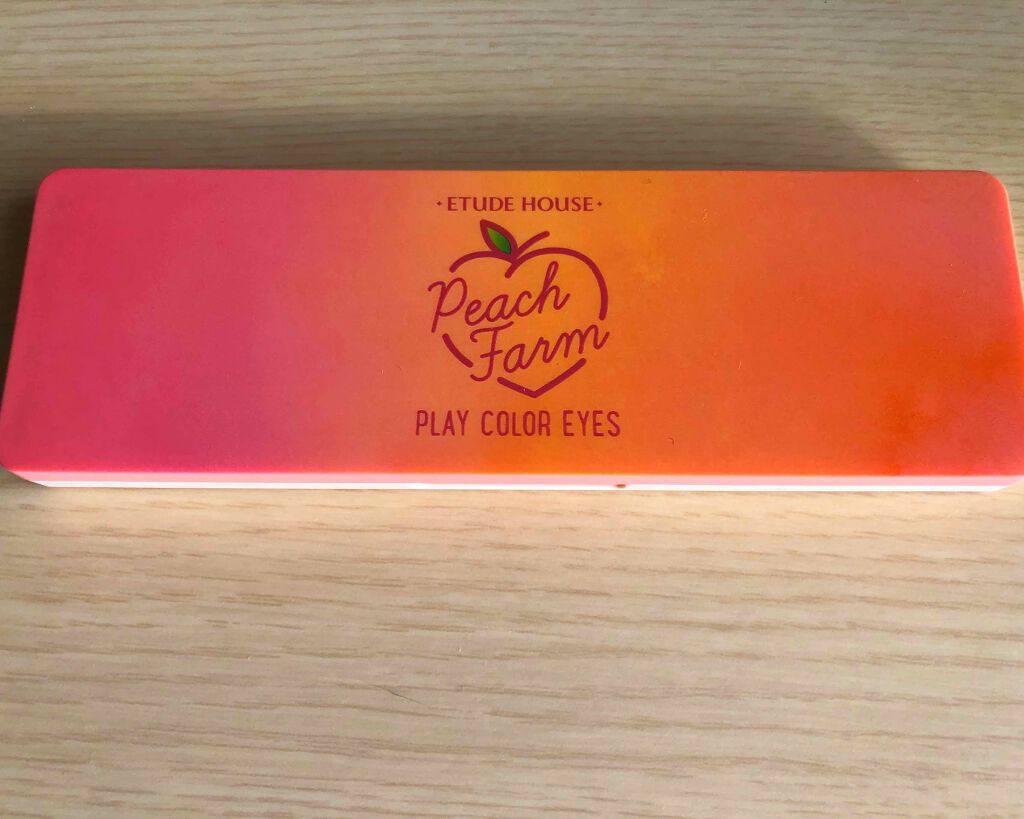 · ETUDE HOUSE ·
Peach
Farm
PLAY COLOR EYES